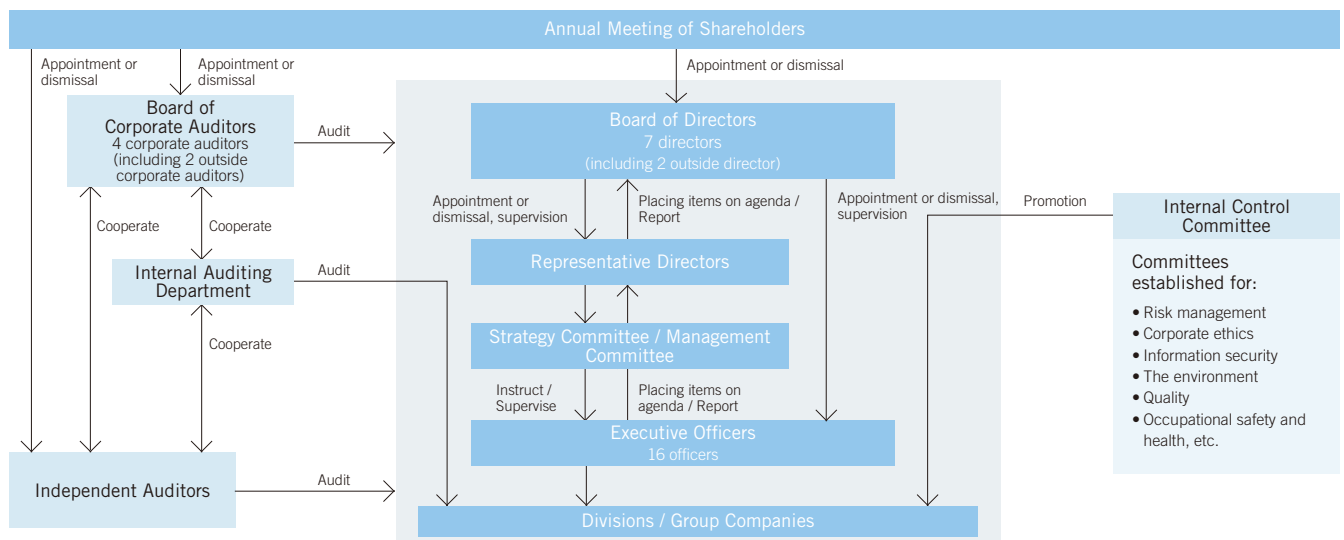 Annual Meeting of Shareholders
Appointment or
dismissal
Appointment or
dismissal
Appointment or dismissal
Board of
Corporate Auditors
4 corporate auditors
(including 2 outside
corporate auditors)
Audit
Board of Directors
7 directors
(including 2 outside director)
Cooperate
Cooperate
Appointment or
dismissal, supervision
Placing items on agenda /
Report
Appointment or dismissal,
supervision
Promotion
Internal Control
Committee
Committees
established for:
• Risk management
• Corporate ethics
• Information security
• The environment
• Quality
• Occupational safety and
health, etc.
Internal Auditing
Department
Audit
Representative Directors
Cooperate
Strategy Committee / Management
Committee
Instruct /
Supervise
Placing items on
agenda / Report
Executive Officers
16 officers
Independent Auditors
Audit
Divisions / Group Companies